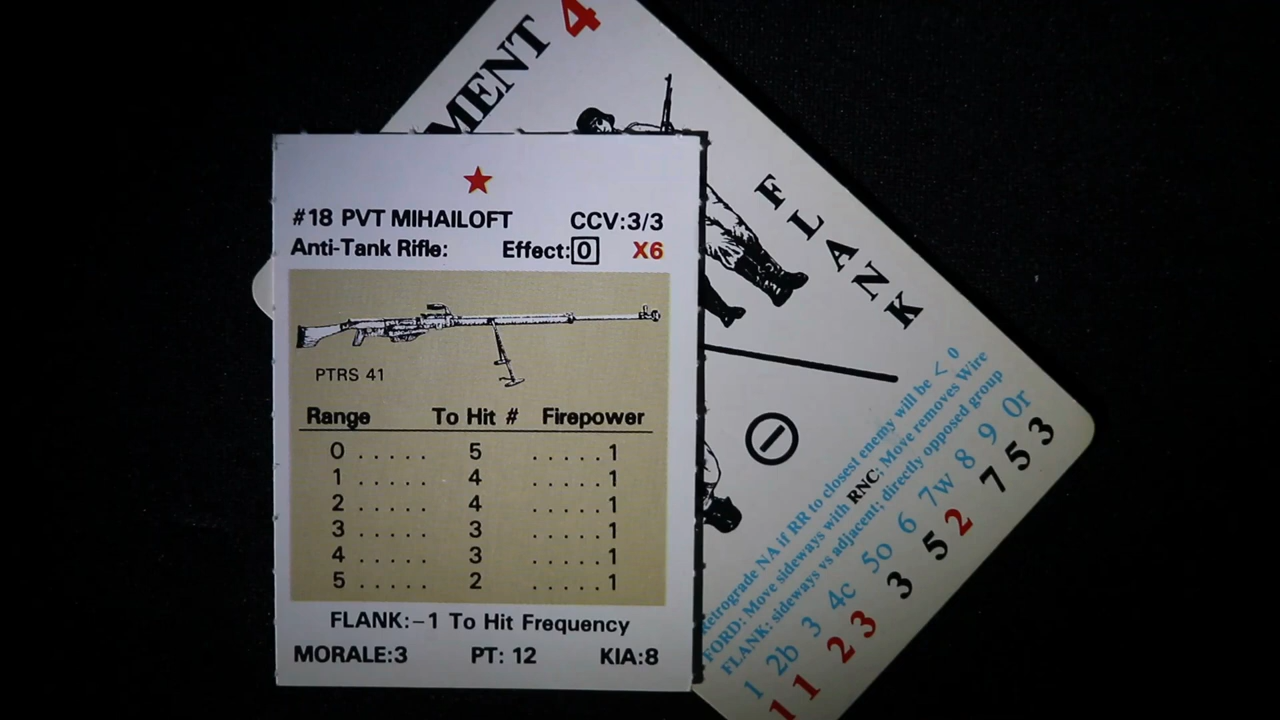 #18 PVT MIHAILOFT CCV:3/3
Anti-Tank Rifle: Effect:0 X6
PTRS 41
Range To Hit # Firepower
0 ..... 5 .....1
1 ..... 4 .....1
2 ..... 4 .....1
3 ..... 3 .....1
4 ..... 3 .....1
5 ..... 2 .....1
FLANK:–1 To Hit Frequency
MORALE:3 PT: 12 KIA:8
MENT 4
FLANK
Retrograde NA if RR to closest enemy will be < 0
FORD: Move sideways with RNC; Move removes Wire
FLANK: sideways vs adjacent; directly opposed group
1 2b 3 4c 5o 6 7w 8 9 0r
1 1 2 3 3 5 2 7 5 3